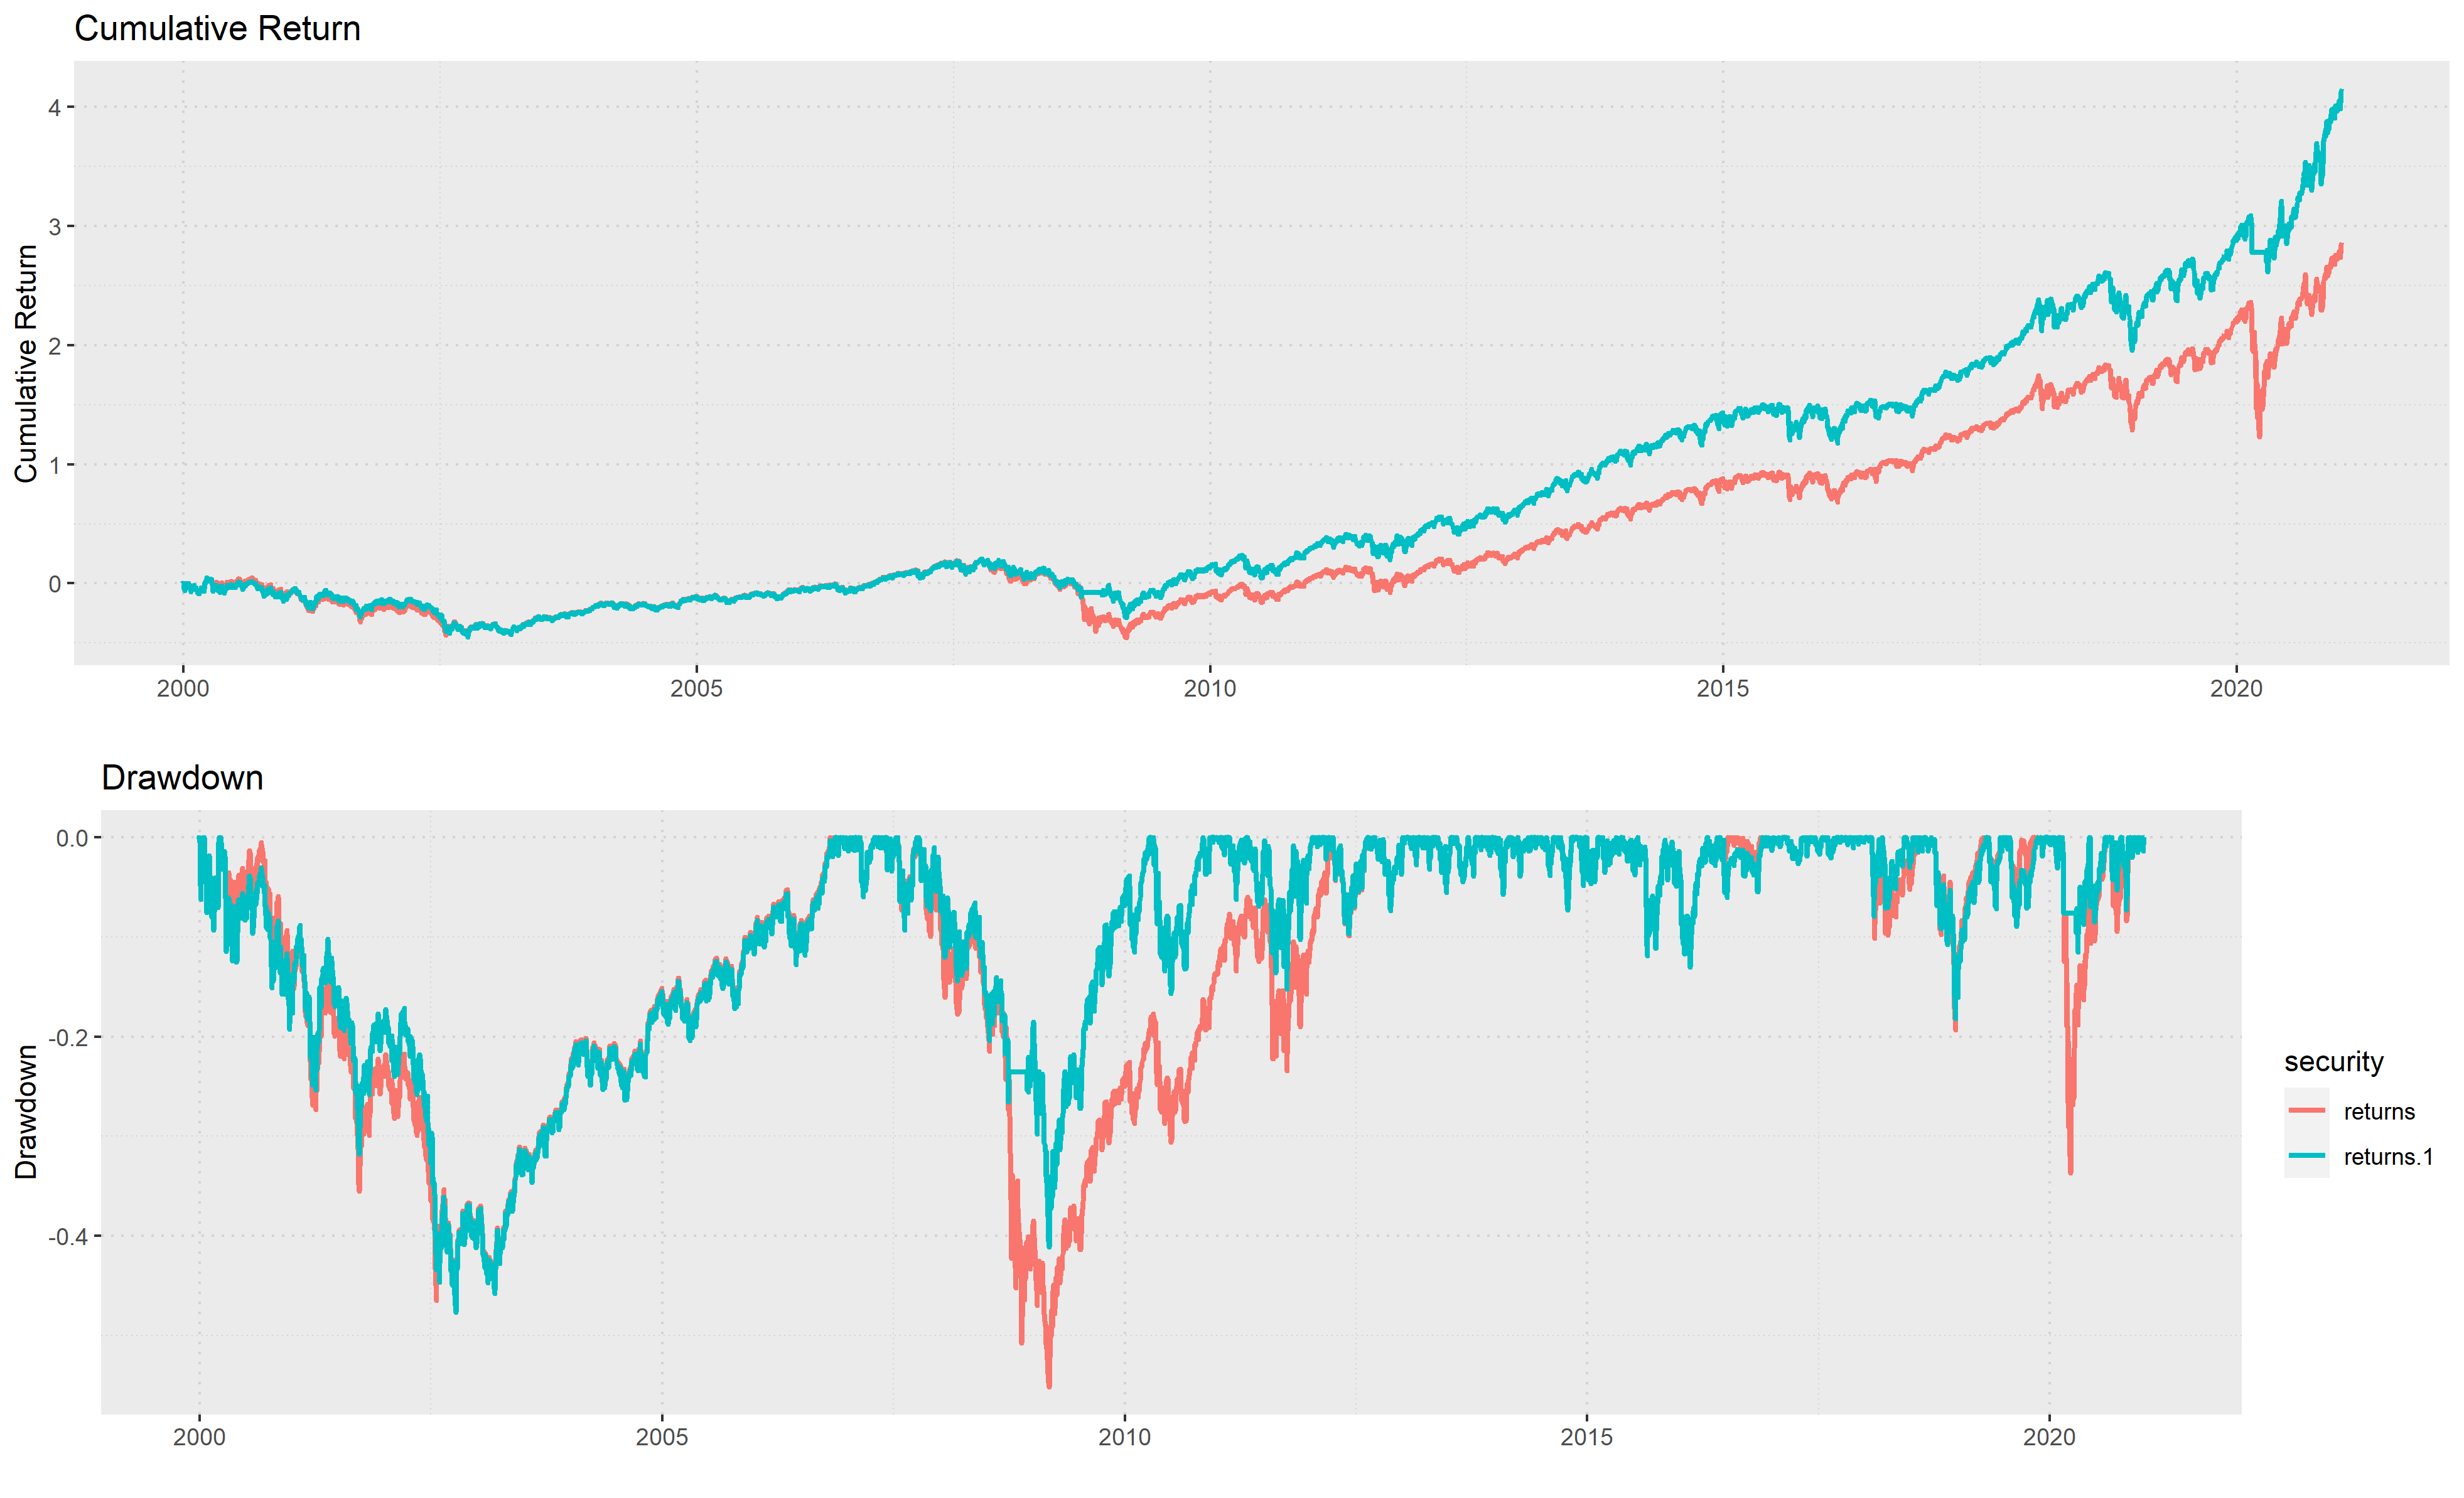 Cumulative Return
Cumulative Return
4
3
2
1
0
2000 2005 2010 2015 2020
Drawdown
Drawdown
0.0
-0.2
-0.4
2000 2005 2010 2015 2020
security
returns
returns.1